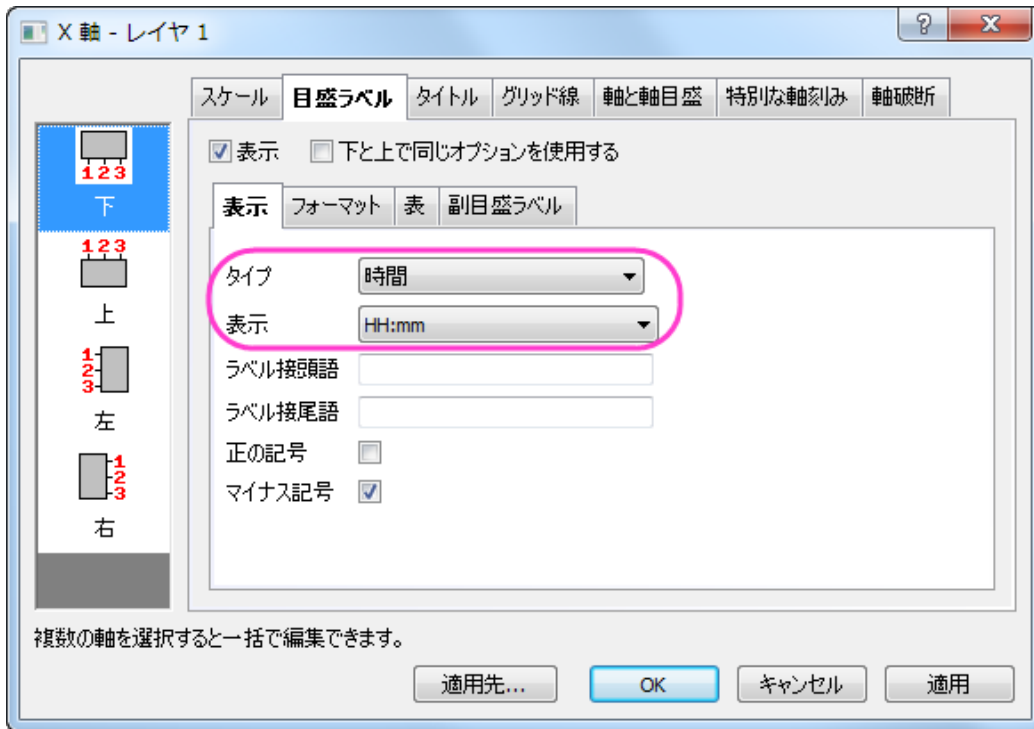 X 軸 - レイヤ 1
スケール 目盛ラベル タイトル グリッド線 軸と軸目盛 特別な軸刻み 軸破断
表示 下と上で同じオプションを使用する
表示 フォーマット 表 副目盛ラベル
タイプ 時間
表示 HH:mm
ラベル接頭語
ラベル接尾語
正の記号
マイナス記号
1 2 3
下
1 2 3
上
1
2
3
左
1
2
3
右
複数の軸を選択すると一括で編集できます。
適用先... OK キャンセル 適用